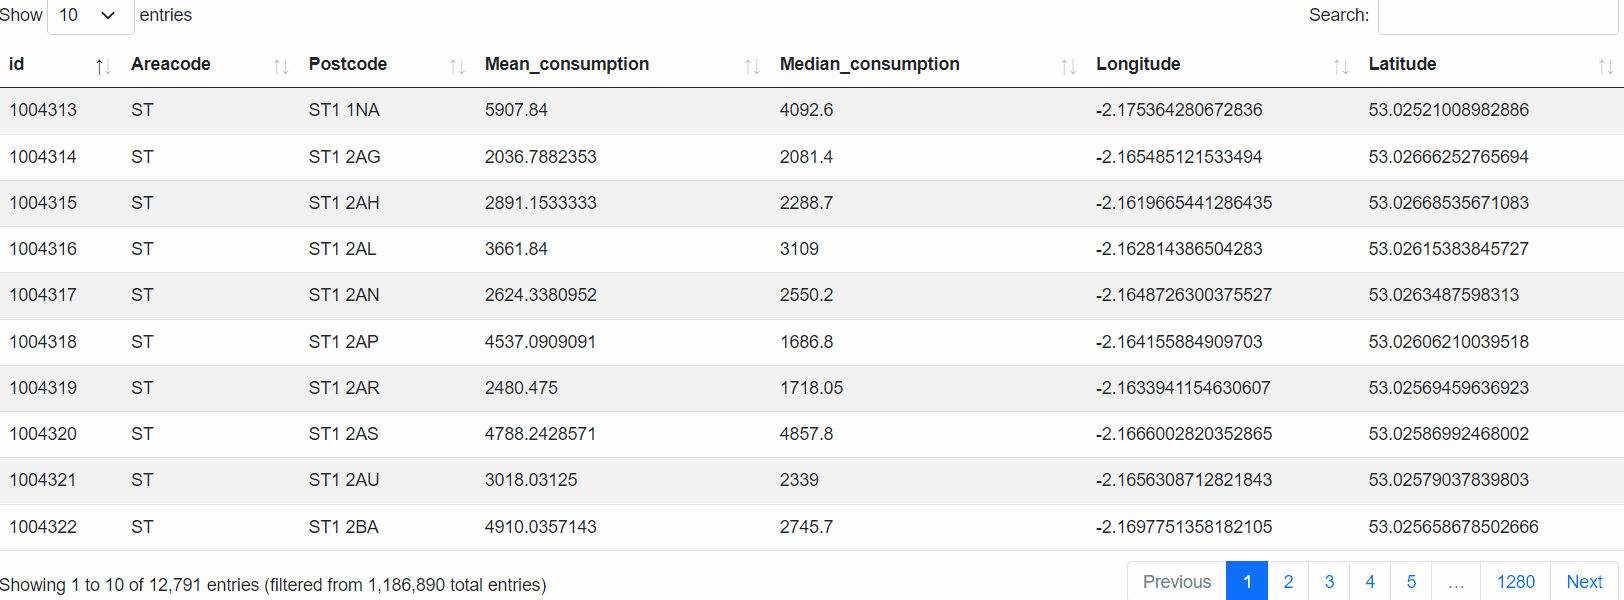 Show 10 entries Search:
id Areacode Postcode Mean_consumption Median_consumption Longitude Latitude
1004313 ST ST1 1NA 5907.84 4092.6 -2.175364280672836 53.02521008982886
1004314 ST ST1 2AG 2036.7882353 2081.4 -2.165485121533494 53.02666252765694
1004315 ST ST1 2AH 2891.1533333 2288.7 -2.1619665441286435 53.02668535671083
1004316 ST ST1 2AL 3661.84 3109 -2.162814386504283 53.02615383845727
1004317 ST ST1 2AN 2624.3380952 2550.2 -2.1648726300375527 53.0263487598313
1004318 ST ST1 2AP 4537.0909091 1686.8 -2.164155884909703 53.02606210039518
1004319 ST ST1 2AR 2480.475 1718.05 -2.1633941154630607 53.02569459636923
1004320 ST ST1 2AS 4788.2428571 4857.8 -2.1666002820352865 53.02586992468002
1004321 ST ST1 2AU 3018.03125 2339 -2.1656308712821843 53.02579037839803
1004322 ST ST1 2BA 4910.0357143 2745.7 -2.1697751358182105 53.025658678502666
Showing 1 to 10 of 12,791 entries (filtered from 1,186,890 total entries) Previous 1 2 3 4 5 … 1280 Next